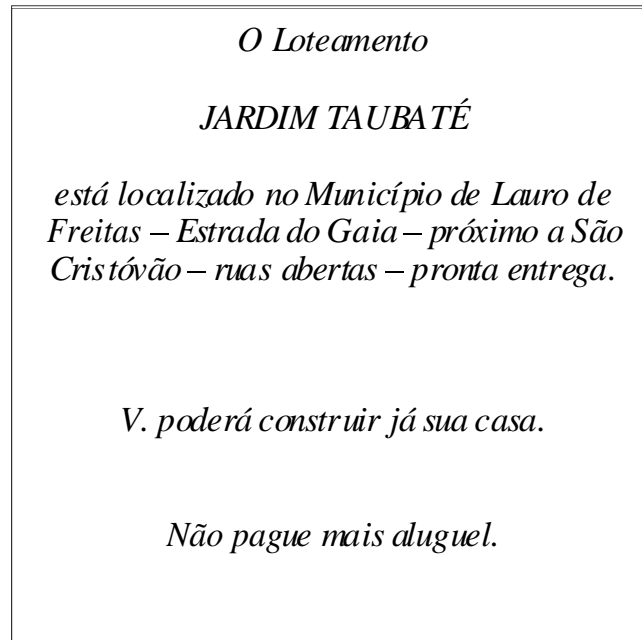 O Loteamento
JARDIM TAUBATÉ
está localizado no Município de Lauro de
Freitas – Estrada do Gaia – próximo a São
Cristóvão – ruas abertas – pronta entrega.
V. poderá construir já sua casa.
Não pague mais aluguel.